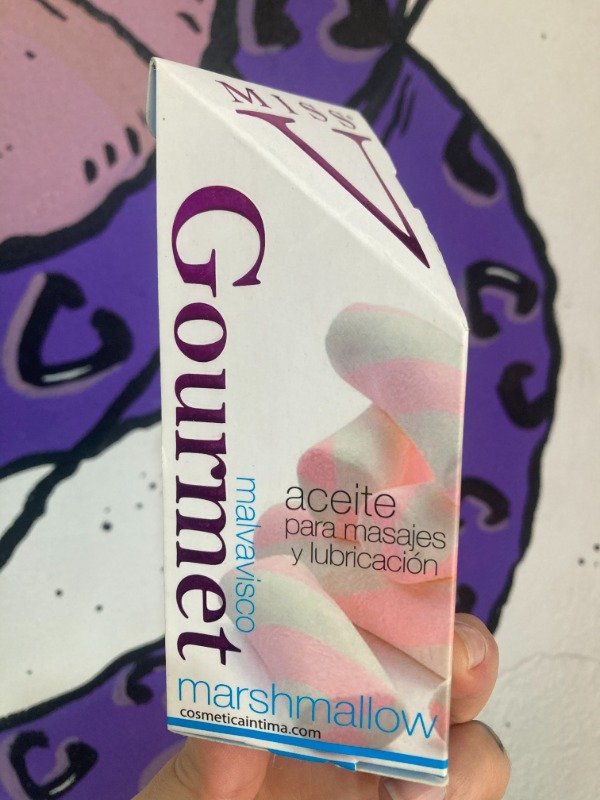 MISS
V
Gourmet
malvavisco
aceite
para masajes
y lubricación
marshmallow
cosmeticaintima.com